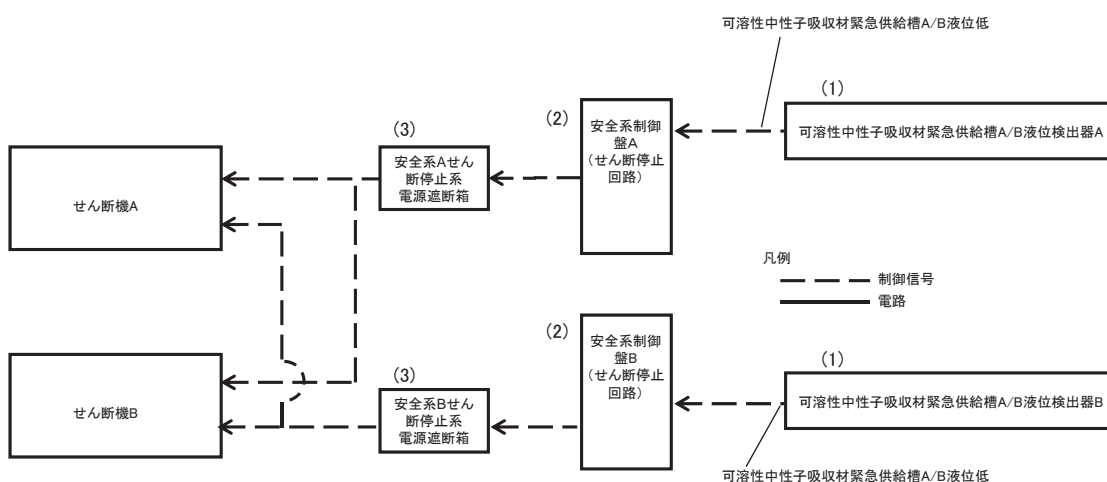 可溶性中性子吸収材緊急供給槽A/B液位低
(1)
可溶性中性子吸収材緊急供給槽A/B液位検出器A
(2)
安全系制御
盤A
(せん断停止
回路)
(3)
安全系Aせん
断停止系
電源遮断箱
せん断機A
凡例
制御信号
電路
(2)
安全系制御
盤B
(せん断停止
回路)
(1)
可溶性中性子吸収材緊急供給槽A/B液位検出器B
(3)
安全系Bせん
断停止系
電源遮断箱
せん断機B
可溶性中性子吸収材緊急供給槽A/B液位低